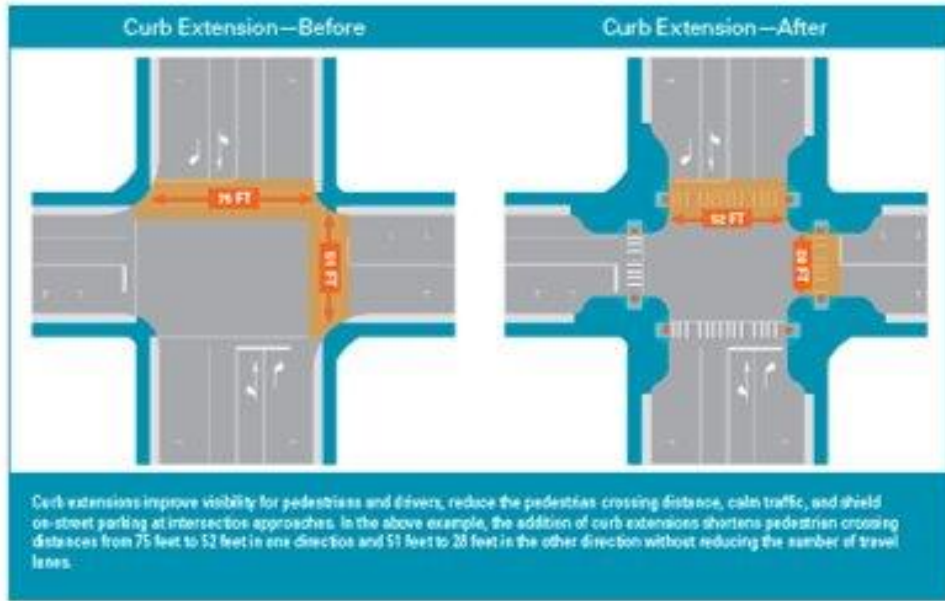 Curb Extension—Before
Curb Extension—After
75 FT
51 FT
52 FT
28 FT
Curb extensions improve visibility for pedestrians and drivers, reduce the pedestrian crossing distance, calm traffic, and shield
on-street parking at intersection approaches. In the above example, the addition of curb extensions shortens pedestrian crossing
distances from 75 feet to 52 feet in one direction and 51 feet to 28 feet in the other direction without reducing the number of travel
lanes.